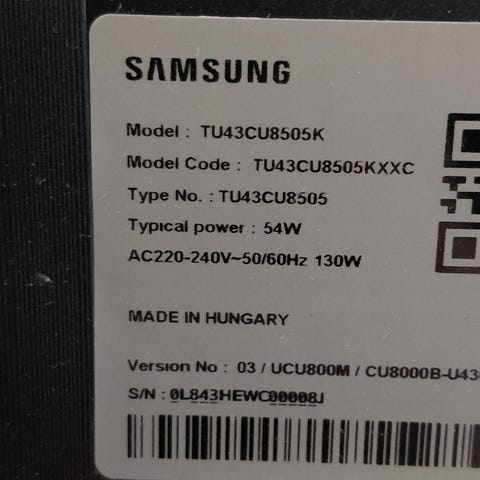 SAMSUNG
Model : TU43CU8505K
Model Code : TU43CU8505KXXC
Type No. : TU43CU8505
Typical power : 54W
AC220-240V~50/60Hz 130W
MADE IN HUNGARY
Version No : 03 / UCU800M / CU8000B-U43
S/N : 0L843HEWC00008J